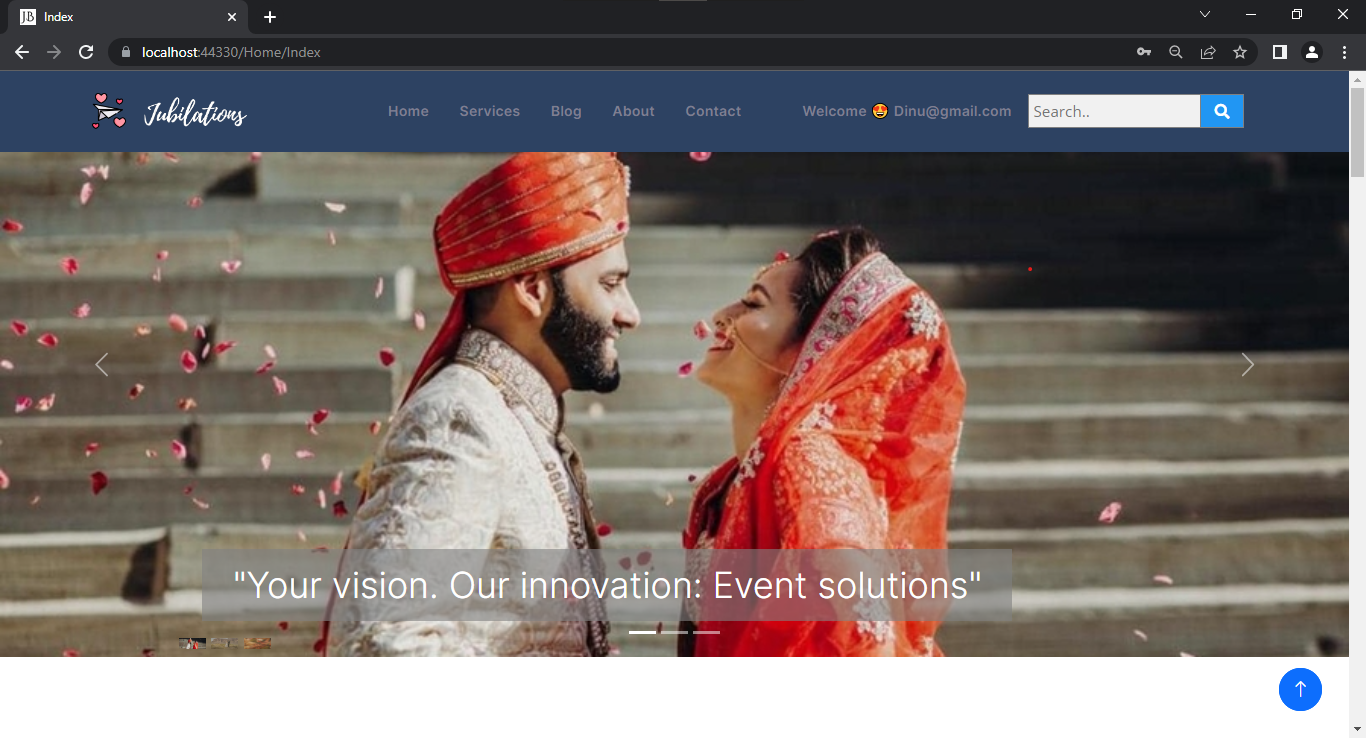 JB Index
localhost:44330/Home/Index
Jubilations
Home Services Blog About Contact Welcome 😍 Dinu@gmail.com Search..
"Your vision. Our innovation: Event solutions"